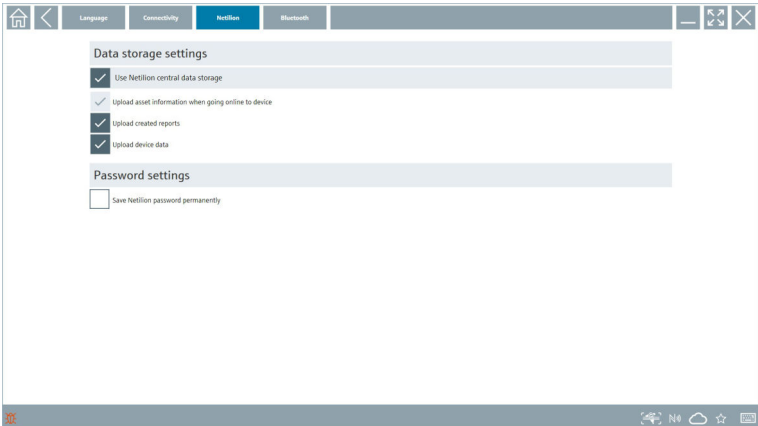 Language Connectivity Netilion Bluetooth
Data storage settings
Use Netilion central data storage
Upload asset information when going online to device
Upload created reports
Upload device data
Password settings
Save Netilion password permanently